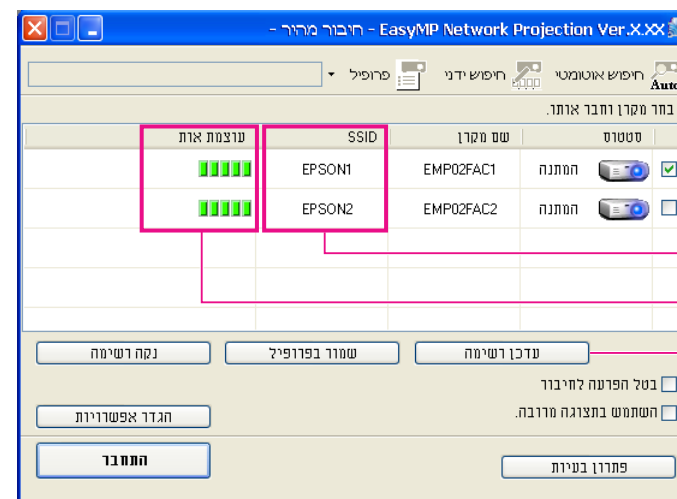 EasyMP Network Projection Ver.X.XX - חיבור מהיר -
Auto חיפוש אוטומטי חיפוש ידני פרופיל
בחר מקרן וחבר אותו.
סטטוס שם מקרן SSID עוצמת אות
המתנה EMP02FAC1 EPSON1
המתנה EMP02FAC2 EPSON2
עדכן רשימה שמור בפרופיל נקה רשימה
בטל הפרעה לחיבור
השתמש בתצוגה מרובה.
הגדר אפשרויות
פתרון בעיות התחבר